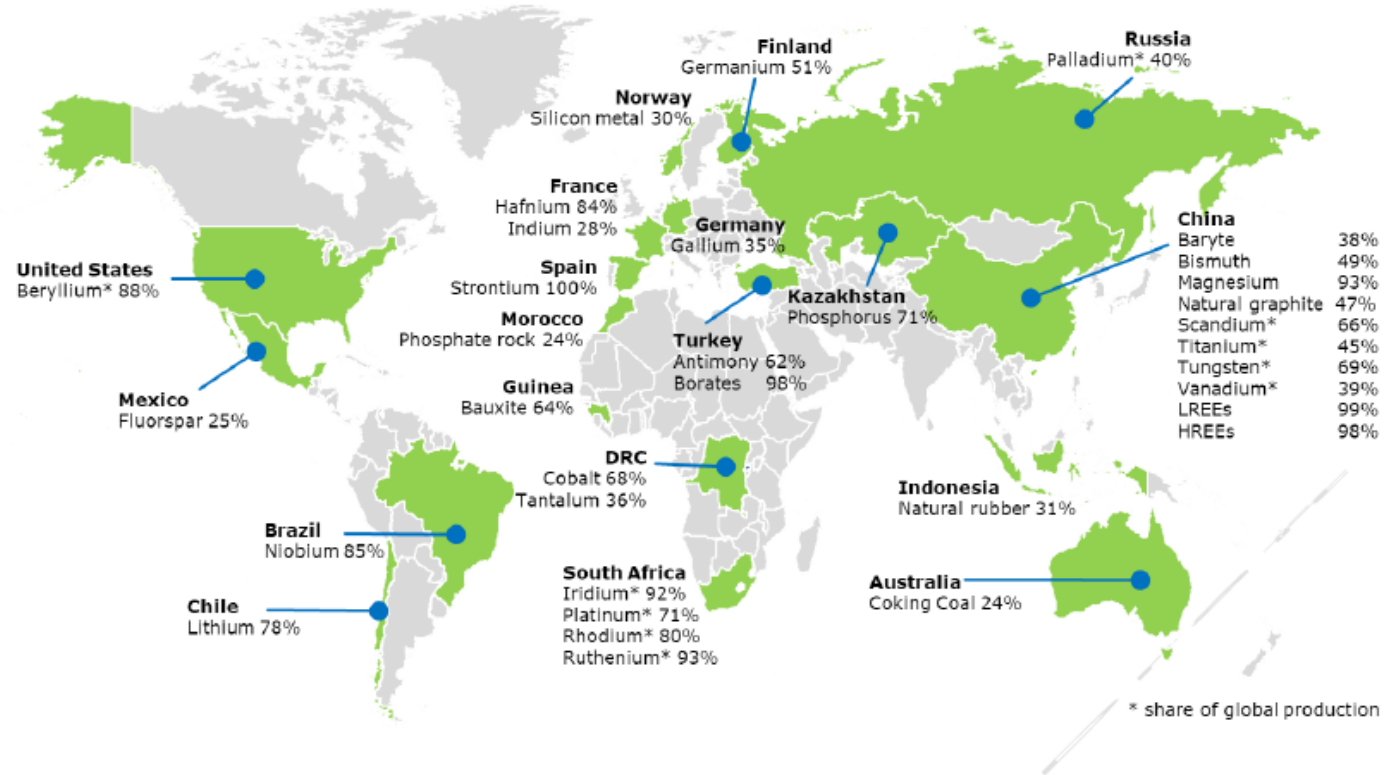 Finland
Germanium 51%
Russia
Palladium* 40%
Norway
Silicon metal 30%
France
Hafnium 84%
Indium 28%
Germany
Gallium 35%
China
Baryte 38%
Bismuth 49%
Magnesium 93%
Natural graphite 47%
Scandium* 66%
Titanium* 45%
Tungsten* 69%
Vanadium* 39%
LREEs 99%
HREEs 98%
United States
Beryllium* 88%
Spain
Strontium 100%
Kazakhstan
Phosphorus 71%
Morocco
Phosphate rock 24%
Turkey
Antimony 62%
Borates 98%
Mexico
Fluorspar 25%
Guinea
Bauxite 64%
DRC
Cobalt 68%
Tantalum 36%
Indonesia
Natural rubber 31%
Brazil
Niobium 85%
South Africa
Iridium* 92%
Platinum* 71%
Rhodium* 80%
Ruthenium* 93%
Australia
Coking Coal 24%
Chile
Lithium 78%
* share of global production